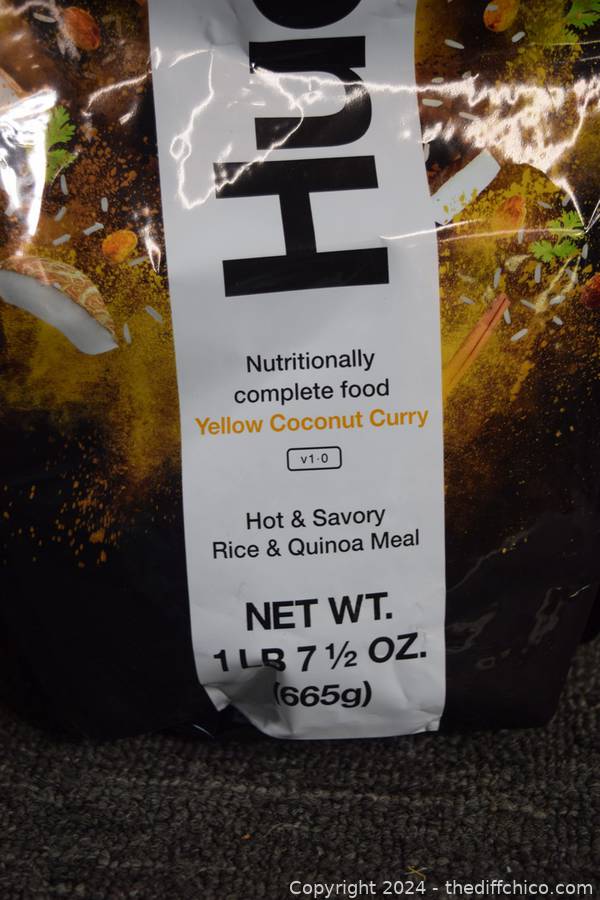 Hu
Nutritionally
complete food
Yellow Coconut Curry
v1·0
Hot & Savory
Rice & Quinoa Meal
NET WT.
1 LB 7 ½ OZ.
(665g)
Copyright 2024 - thediffchico.com